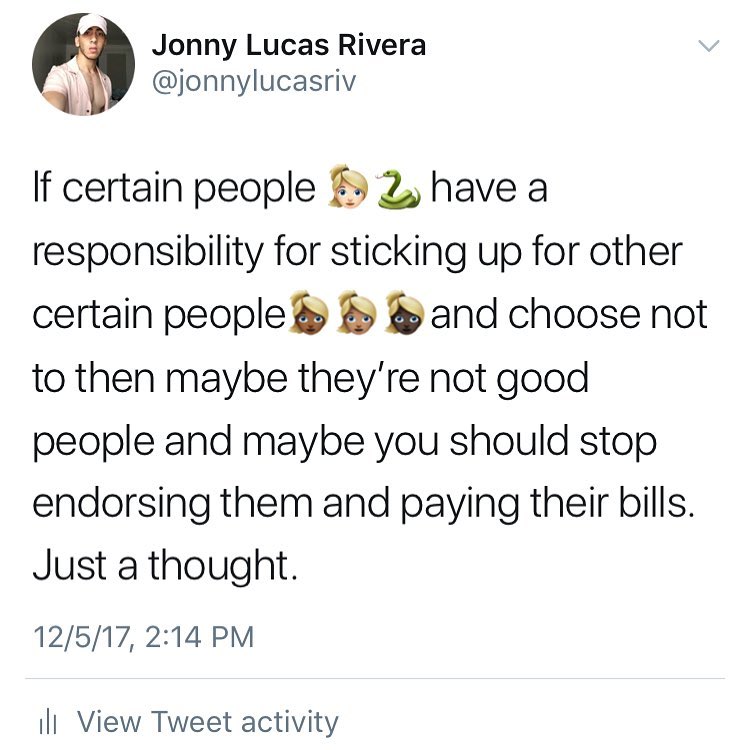 Jonny Lucas Rivera
@jonnylucasriv
If certain people 👱🏻‍♀️🐍 have a
responsibility for sticking up for other
certain people👱🏾‍♀️👱🏽‍♀️👱🏿‍♀️and choose not
to then maybe they’re not good
people and maybe you should stop
endorsing them and paying their bills.
Just a thought.
12/5/17, 2:14 PM
View Tweet activity